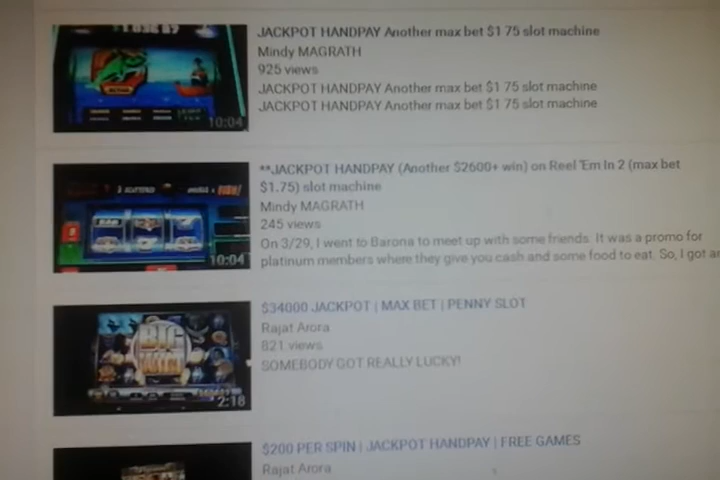 JACKPOT HANDPAY Another max bet $1 75 slot machine
Mindy MAGRATH
925 views
JACKPOT HANDPAY Another max bet $1 75 slot machine
JACKPOT HANDPAY Another max bet $1 75 slot machine
10:04
**JACKPOT HANDPAY (Another $2600+ win) on Reel 'Em In 2 (max bet
$1.75) slot machine
Mindy MAGRATH
245 views
On 3/29, I went to Barona to meet up with some friends. It was a promo for
platinum members where they give you cash and some food to eat. So, I got
10:04
$34000 JACKPOT | MAX BET | PENNY SLOT
Rajat Arora
821 views
SOMEBODY GOT REALLY LUCKY!
BIG
WIN
2:18
$200 PER SPIN | JACKPOT HANDPAY | FREE GAMES
Rajat Arora